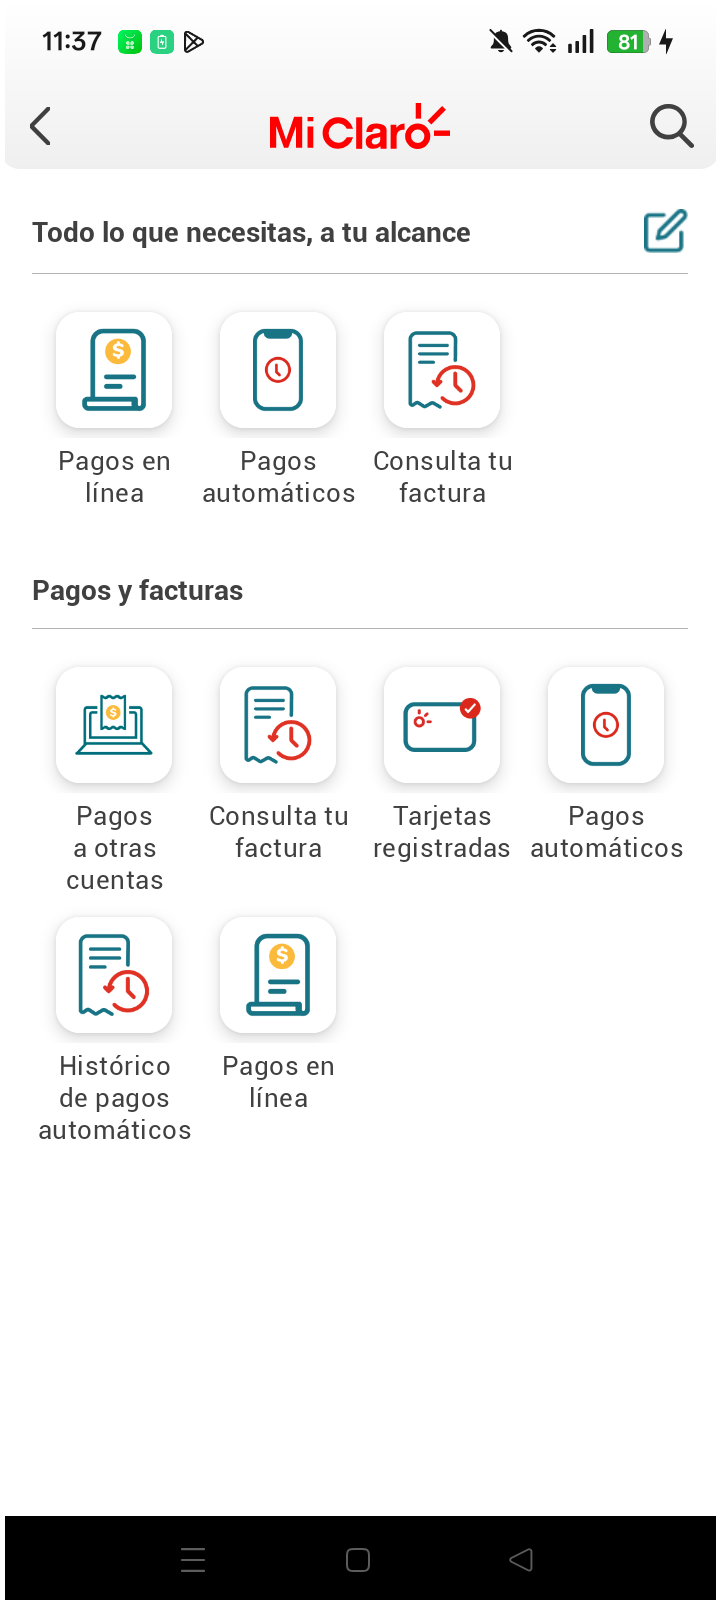 11:37
81
Mi Claro
Todo lo que necesitas, a tu alcance
Pagos en
línea
Pagos
automáticos
Consulta tu
factura
Pagos y facturas
Pagos
a otras
cuentas
Consulta tu
factura
Tarjetas
registradas
Pagos
automáticos
Histórico
de pagos
automáticos
Pagos en
línea